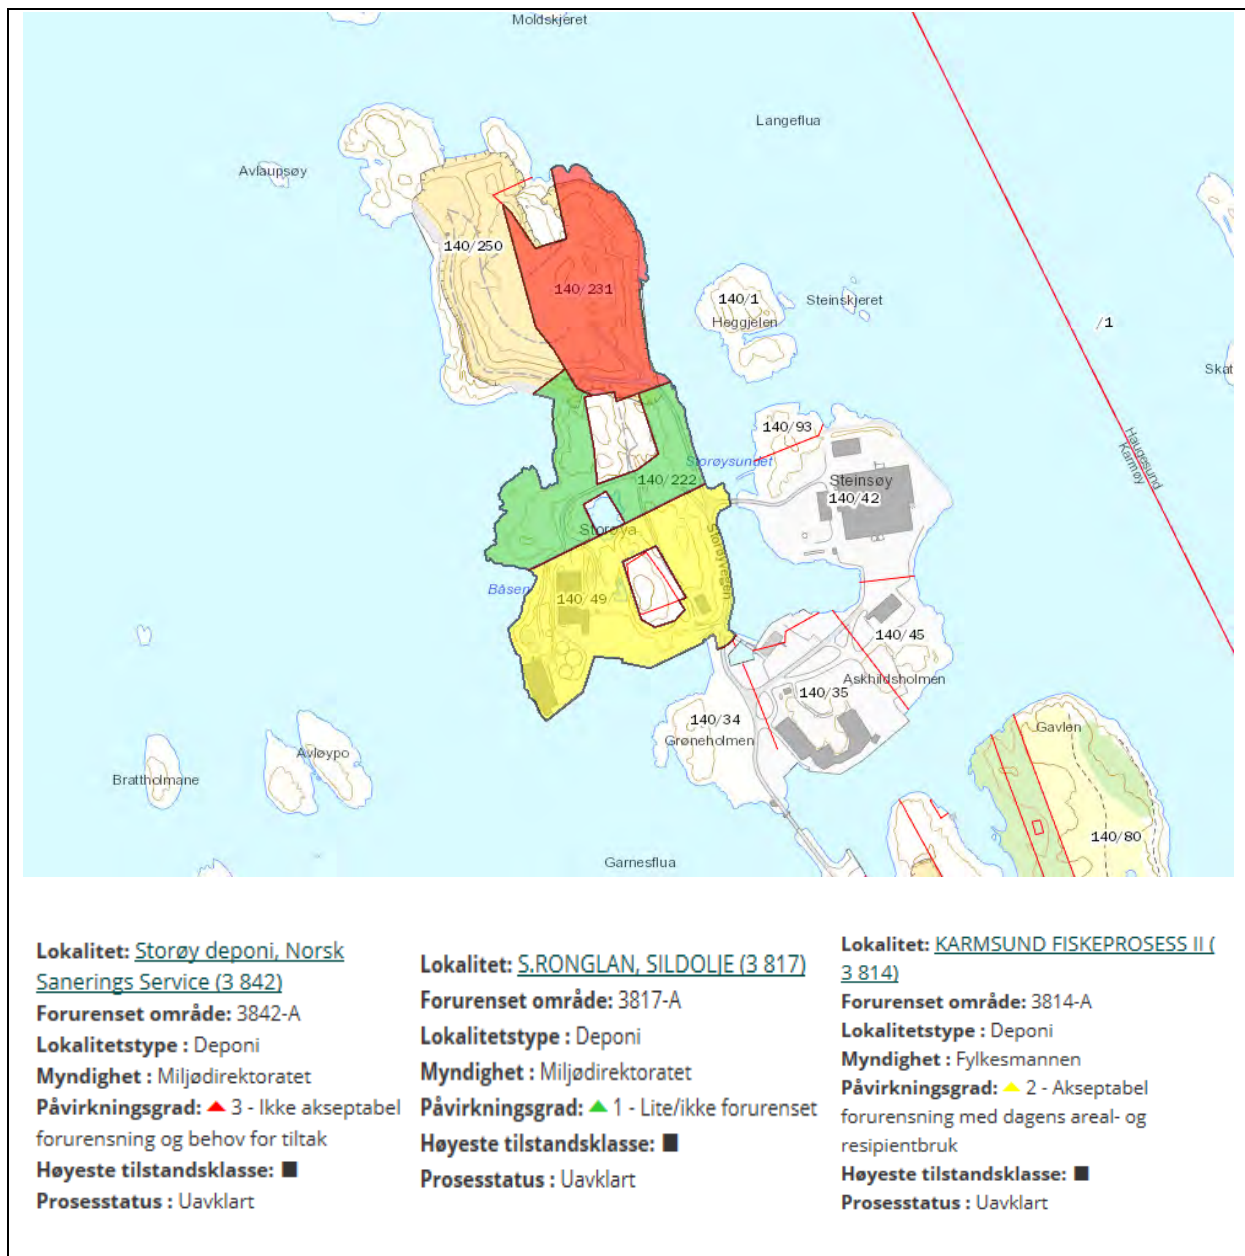 Moldskjeret
Langeflua
Avlaupsøy
140/250
140/231
140/1
Heggjelen
Steinskjeret
/1
Skat
Haugesund
Karmøy
140/93
Storøysundet
140/222
Steinsøy
140/42
Storøya
Storøyvegen
Båsen
140/49
140/45
Askhildsholmen
140/35
140/34
Grøneholmen
Gavlen
Avløypo
Brattholmane
140/80
Garnesflua
Lokalitet: Storøy deponi, Norsk
Sanerings Service (3 842)
Forurenset område: 3842-A
Lokalitetstype : Deponi
Myndighet : Miljødirektoratet
Påvirkningsgrad: 3 - Ikke akseptabel
forurensning og behov for tiltak
Høyeste tilstandsklasse:
Prosesstatus : Uavklart
Lokalitet: S.RONGLAN, SILDOLJE (3 817)
Forurenset område: 3817-A
Lokalitetstype : Deponi
Myndighet : Miljødirektoratet
Påvirkningsgrad: 1 - Lite/ikke forurenset
Høyeste tilstandsklasse:
Prosesstatus : Uavklart
Lokalitet: KARMSUND FISKEPROSESS II (
3 814)
Forurenset område: 3814-A
Lokalitetstype : Deponi
Myndighet : Fylkesmannen
Påvirkningsgrad: 2 - Akseptabel
forurensning med dagens areal- og
resipientbruk
Høyeste tilstandsklasse:
Prosesstatus : Uavklart